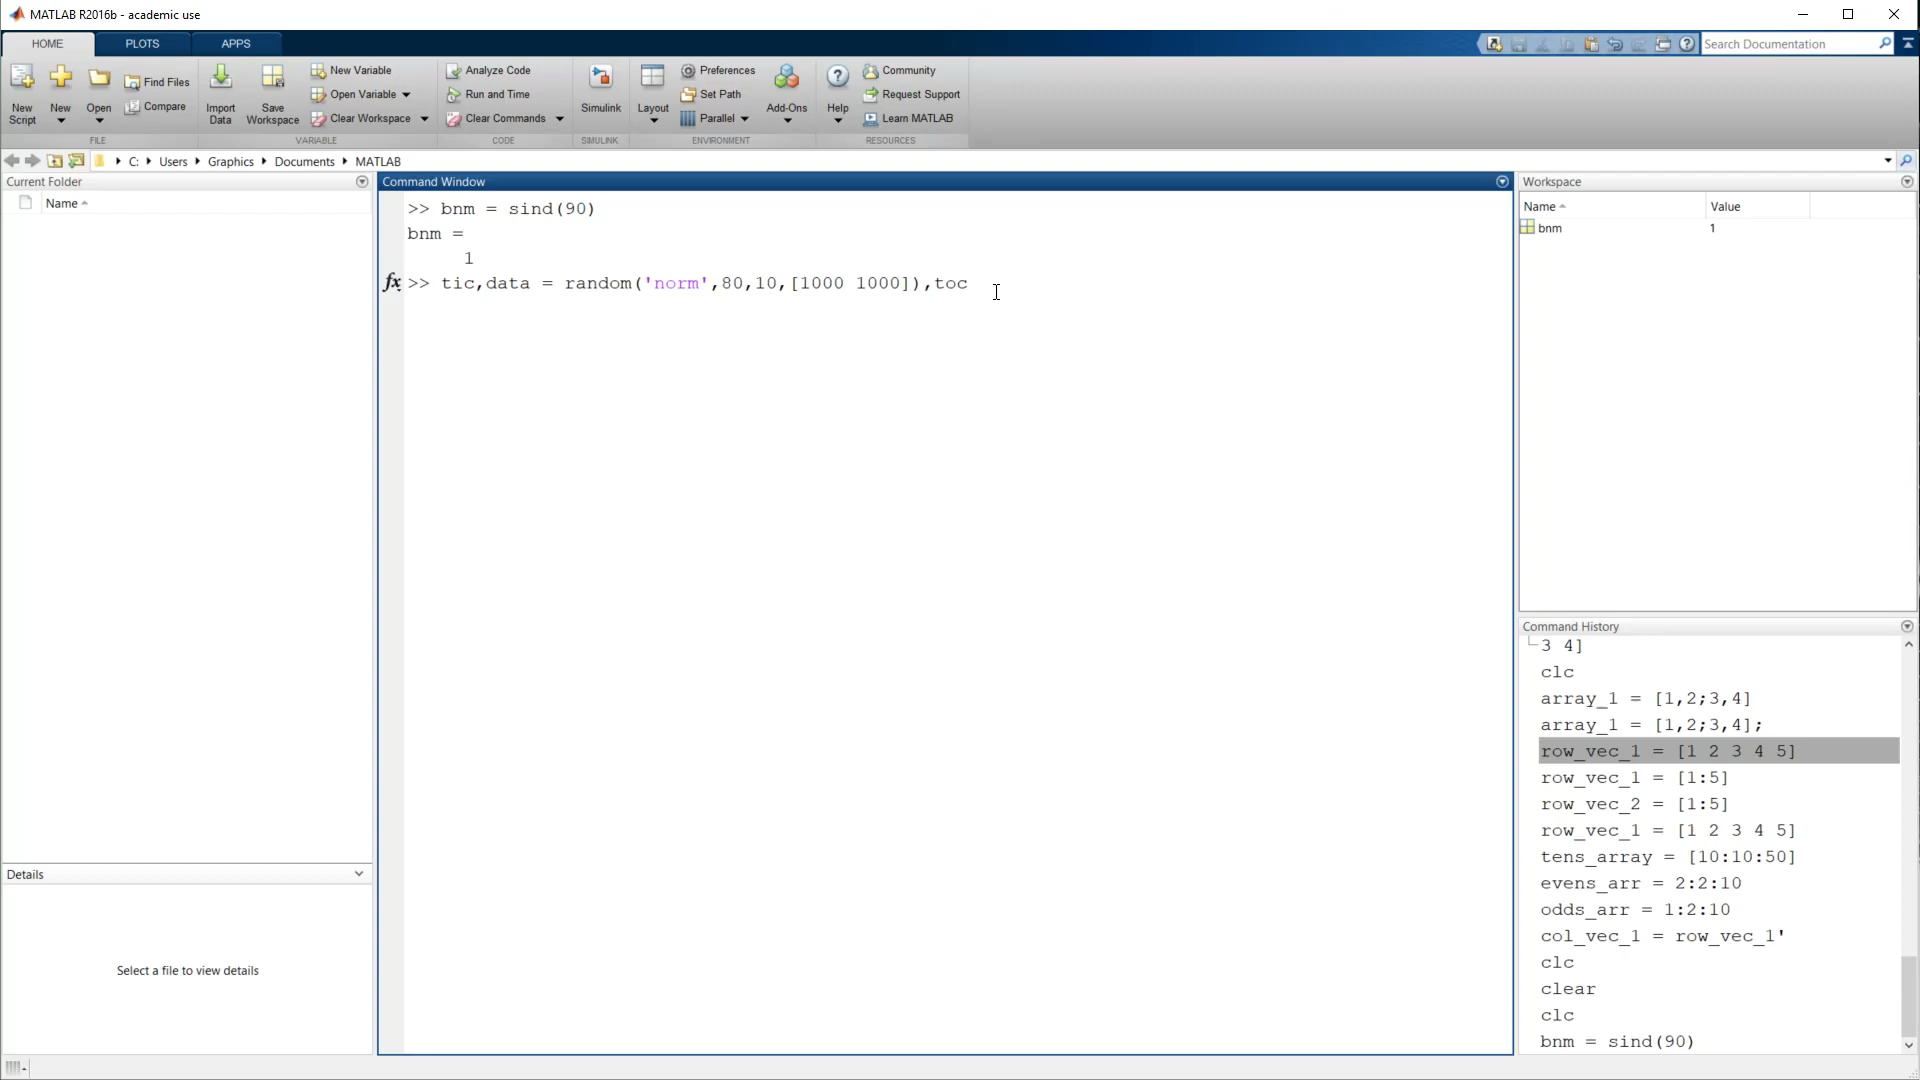 MATLAB R2016b - academic use
HOME
PLOTS
APPS
Search Documentation
New Script
New
Open
Find Files
Compare
FILE
Import Data
Save Workspace
New Variable
Open Variable
Clear Workspace
VARIABLE
Analyze Code
Run and Time
Clear Commands
CODE
Simulink
SIMULINK
Layout
Preferences
Set Path
Parallel
Add-Ons
ENVIRONMENT
Help
Community
Request Support
Learn MATLAB
RESOURCES
C: Users Graphics Documents MATLAB
Current Folder
Name
Details
Select a file to view details
Command Window
>> bnm = sind(90)
bnm =
1
fx >> tic,data = random('norm',80,10,[1000 1000]),toc
Workspace
Name Value
bnm 1
Command History
3 4]
clc
array_1 = [1,2;3,4]
array_1 = [1,2;3,4];
row_vec_1 = [1 2 3 4 5]
row_vec_1 = [1:5]
row_vec_2 = [1:5]
row_vec_1 = [1 2 3 4 5]
tens_array = [10:10:50]
evens_arr = 2:2:10
odds_arr = 1:2:10
col_vec_1 = row_vec_1'
clc
clear
clc
bnm = sind(90)